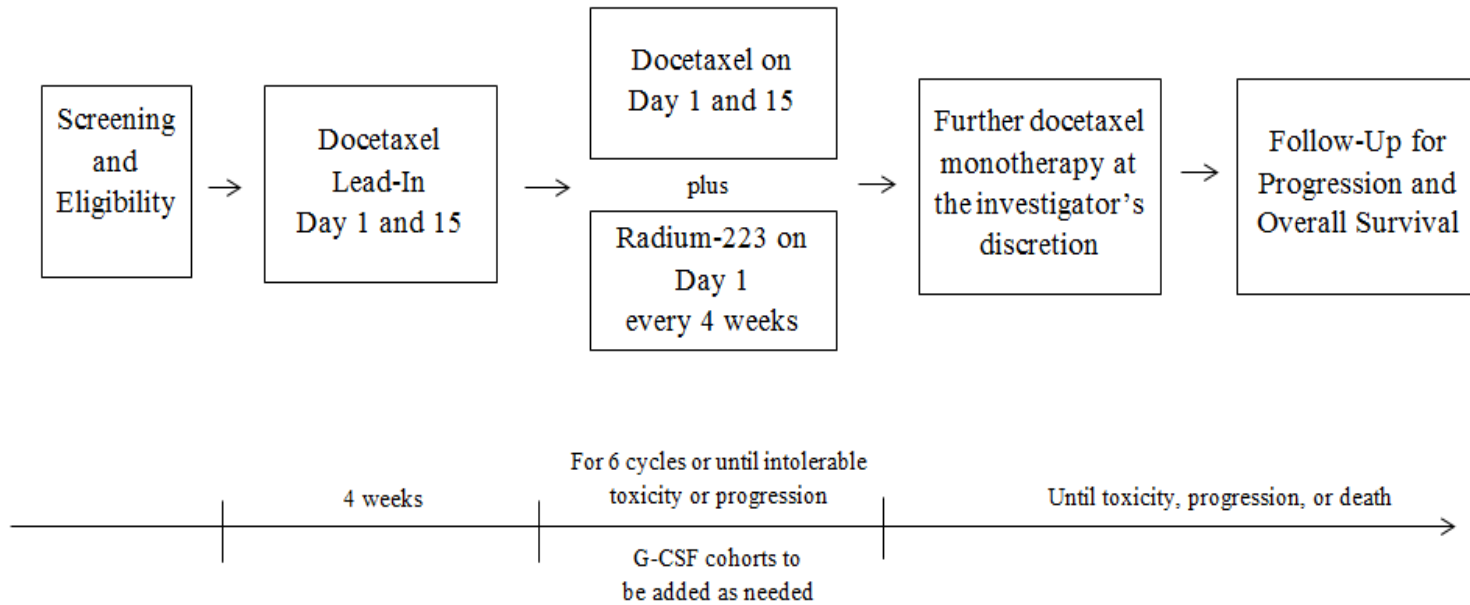 Screening
and
Eligibility
Docetaxel
Lead-In
Day 1 and 15
Docetaxel on
Day 1 and 15
plus
Radium-223 on
Day 1
every 4 weeks
Further docetaxel
monotherapy at
the investigator’s
discretion
Follow-Up for
Progression and
Overall Survival
4 weeks
For 6 cycles or until intolerable
toxicity or progression
G-CSF cohorts to
be added as needed
Until toxicity, progression, or death